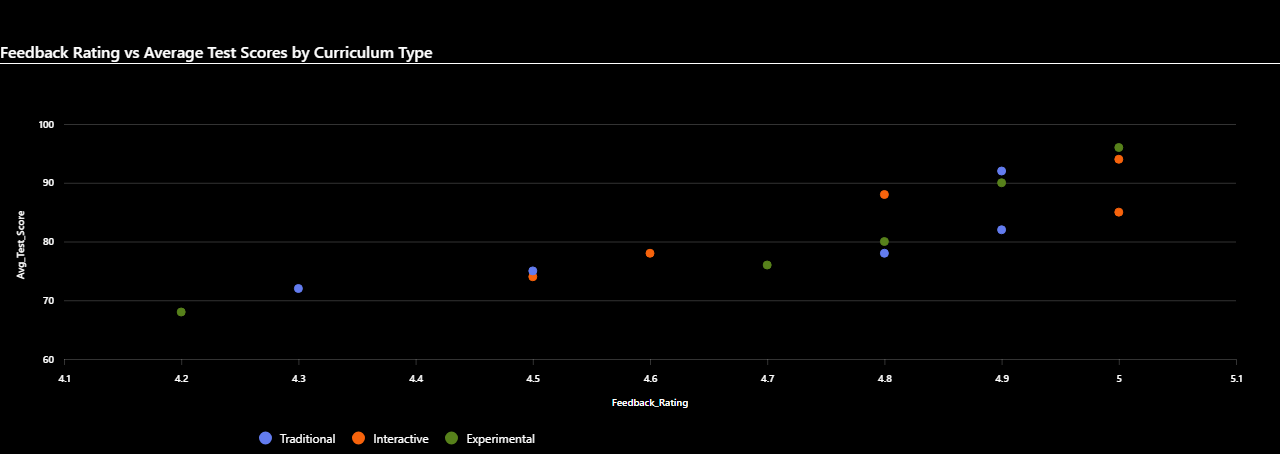 Feedback Rating vs Average Test Scores by Curriculum Type
100
90
80
70
60
Avg_Test_Score
4.1 4.2 4.3 4.4 4.5 4.6 4.7 4.8 4.9 5 5.1
Feedback_Rating
Traditional Interactive Experimental